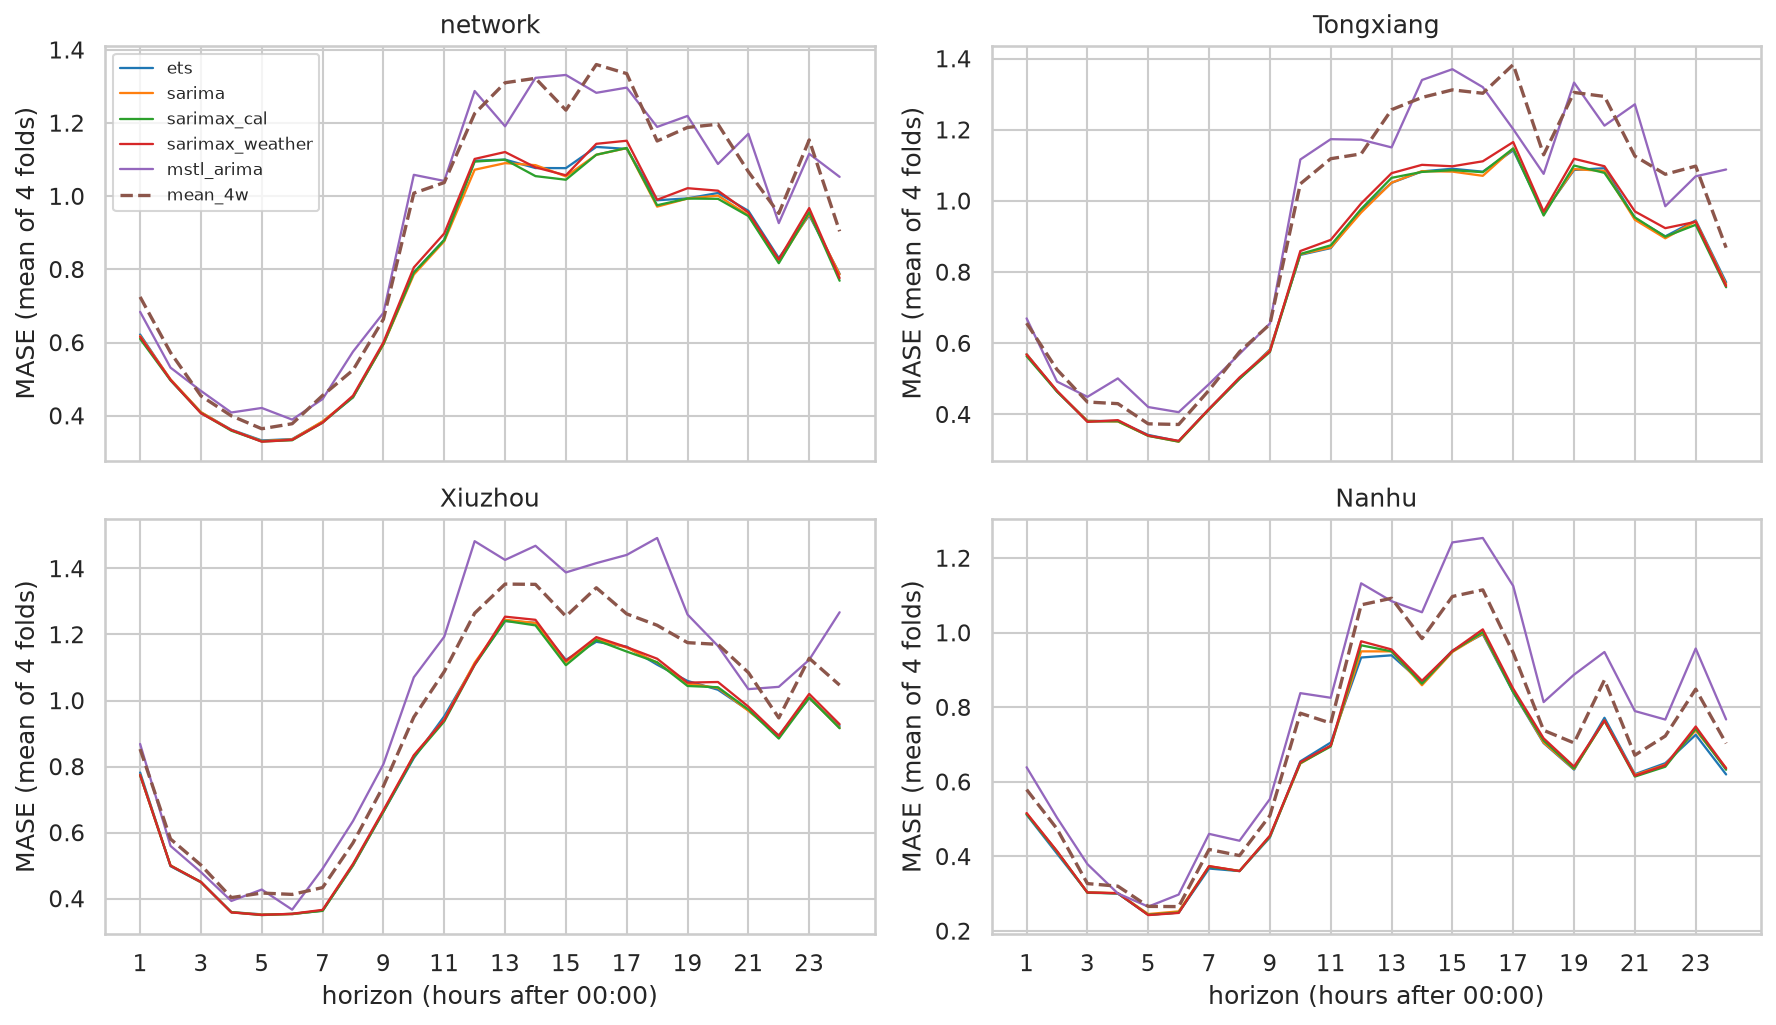 network
Tongxiang
MASE (mean of 4 folds)
1.4
1.2
1.0
0.8
0.6
0.4
ets
sarima
sarimax_cal
sarimax_weather
mstl_arima
mean_4w
MASE (mean of 4 folds)
1.4
1.2
1.0
0.8
0.6
0.4
Xiuzhou
Nanhu
MASE (mean of 4 folds)
1.4
1.2
1.0
0.8
0.6
0.4
1 3 5 7 9 11 13 15 17 19 21 23
horizon (hours after 00:00)
MASE (mean of 4 folds)
1.2
1.0
0.8
0.6
0.4
0.2
1 3 5 7 9 11 13 15 17 19 21 23
horizon (hours after 00:00)